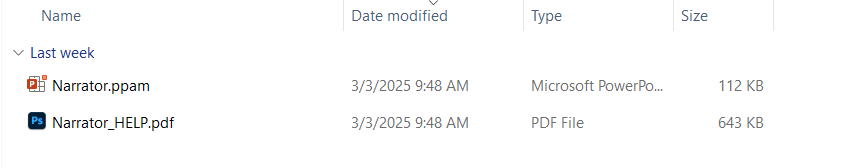 Name Date modified Type Size
Last week
Narrator.ppam 3/3/2025 9:48 AM Microsoft PowerPo... 112 KB
Ps Narrator_HELP.pdf 3/3/2025 9:48 AM PDF File 643 KB